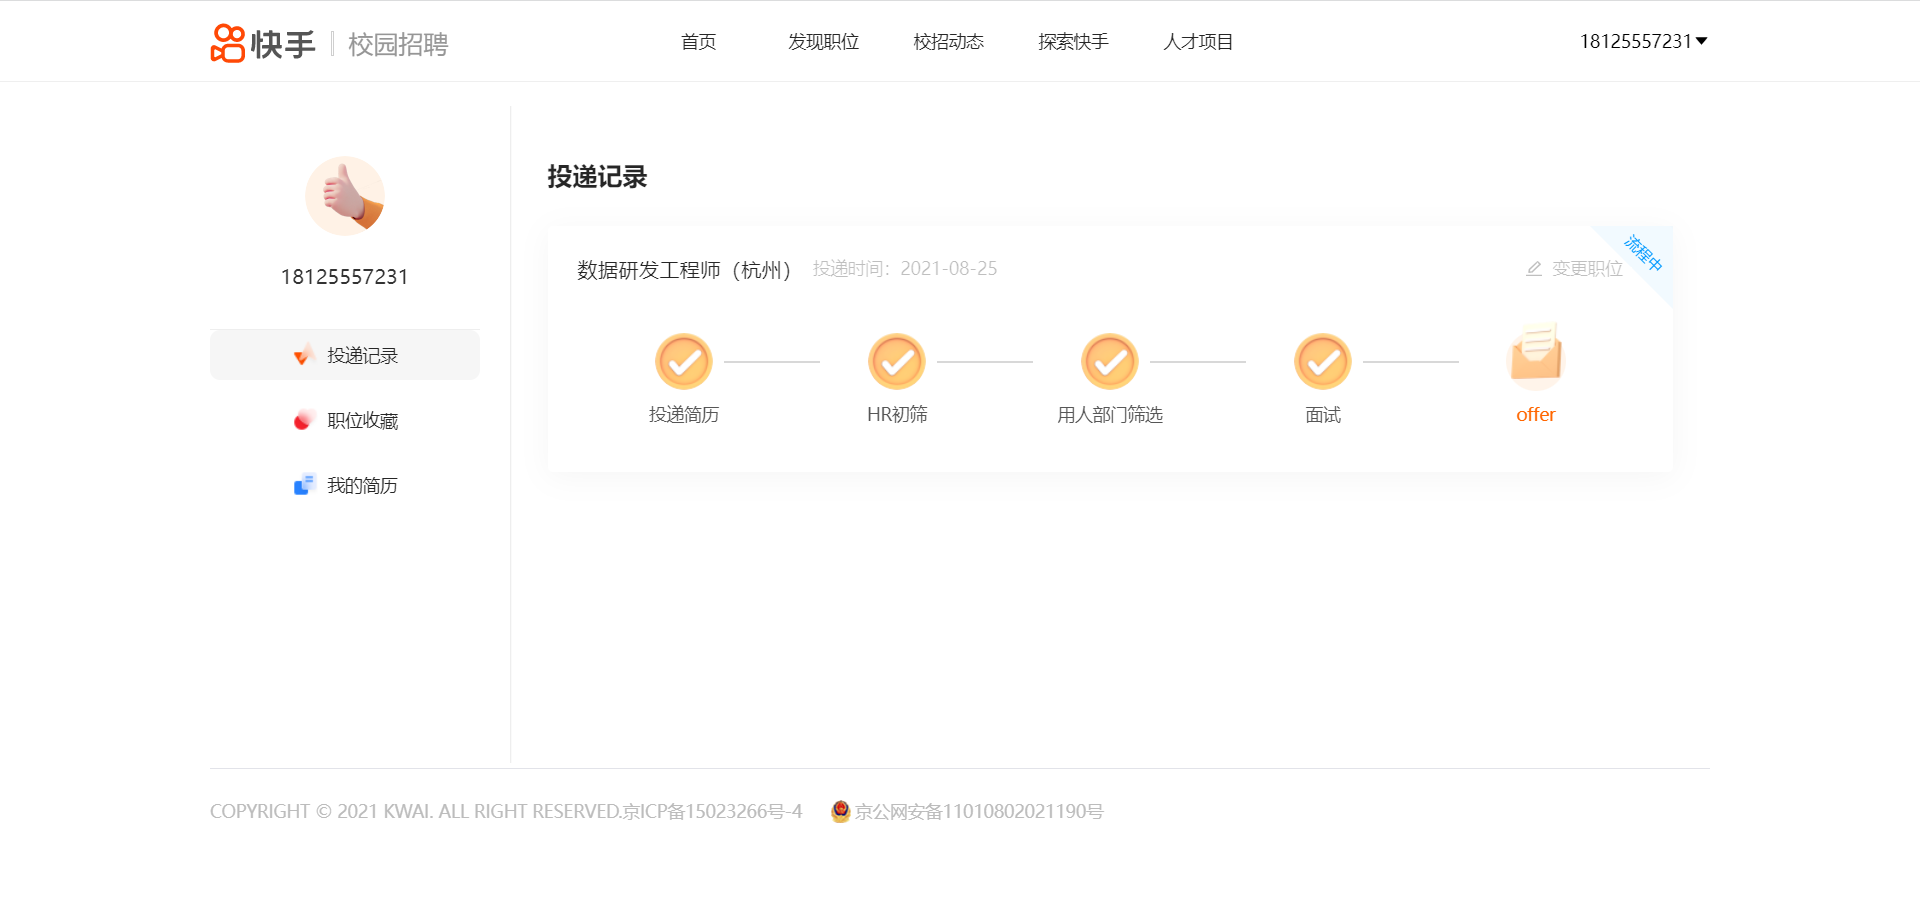 快手 校园招聘 首页 发现职位 校招动态 探索快手 人才项目 18125557231
18125557231
投递记录
职位收藏
我的简历
投递记录
数据研发工程师（杭州） 投递时间：2021-08-25 变更职位 流程中
投递简历 HR初筛 用人部门筛选 面试 offer
COPYRIGHT © 2021 KWAI. ALL RIGHT RESERVED.京ICP备15023266号-4 京公网安备11010802021190号